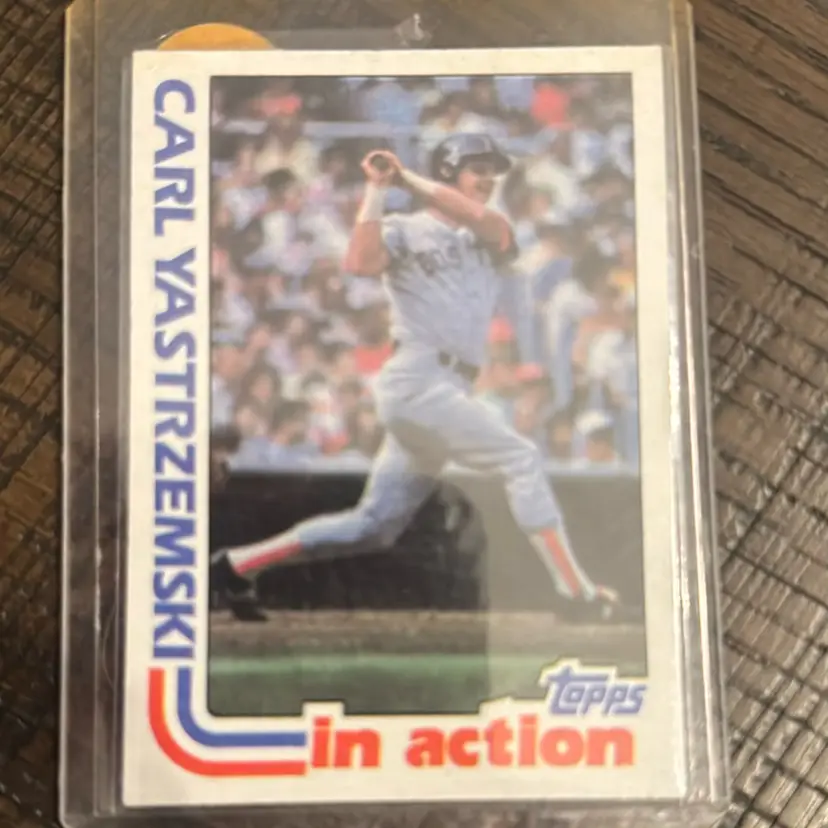 CARL YASTRZEMSKI
TOPPS
in action